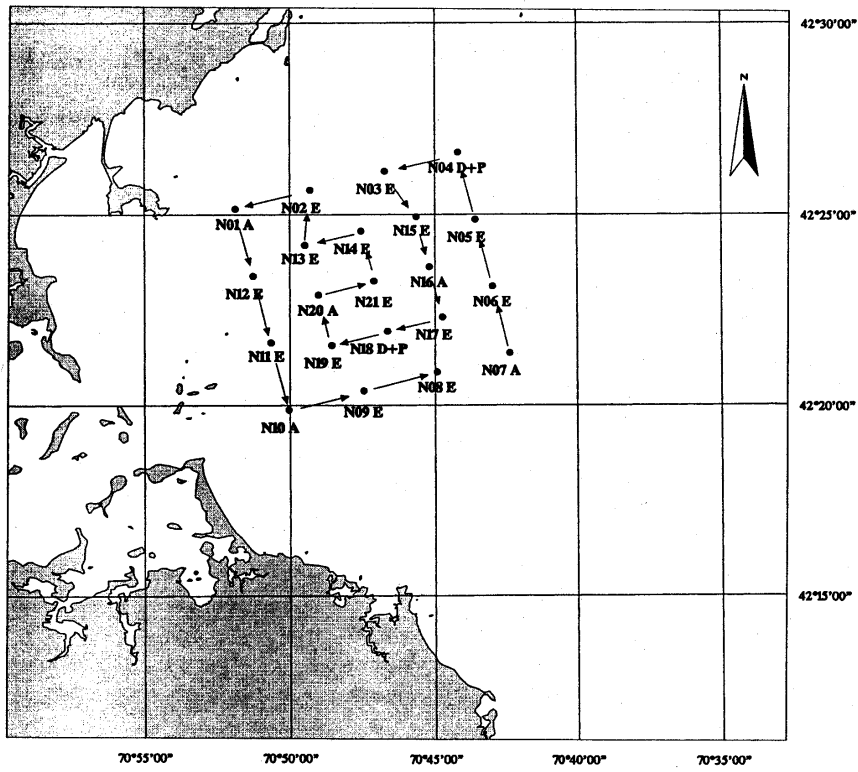 42°30'00"
N
N04 D+P
N03 E
N02 E
N01 A
42°25'00"
N15 E
N05 E
N14 E
N13 E
N16 A
N12 E
N06 E
N21 E
N20 A
N17 E
N18 D+P
N11 E
N19 E
N07 A
N08 E
42°20'00"
N09 E
N10 A
42°15'00"
70°55'00"
70°50'00"
70°45'00"
70°40'00"
70°35'00"